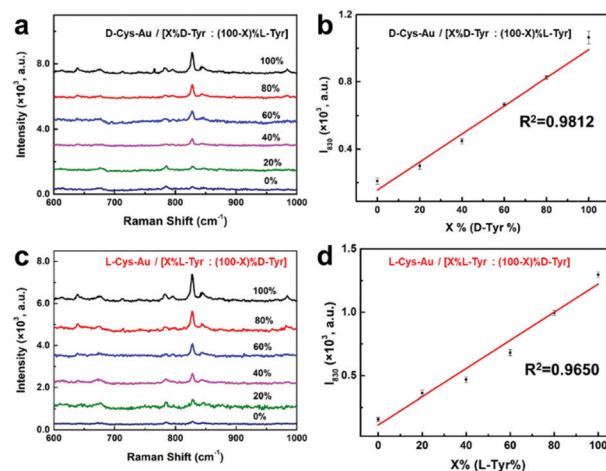 a
D-Cys-Au / [X%D-Tyr : (100-X)%L-Tyr]
Intensity (×10³, a.u.)
8.0
6.0
4.0
2.0
0.0
100%
80%
60%
40%
20%
0%
600 700 800 900 1000
Raman Shift (cm⁻¹)
b
D-Cys-Au / [X%D-Tyr : (100-X)%L-Tyr]
I₈₃₀ (×10³, a.u.)
1.2
0.8
0.4
R²=0.9812
0 20 40 60 80 100
X % (D-Tyr %)
c
L-Cys-Au / [X%L-Tyr : (100-X)%D-Tyr]
Intensity (×10³, a.u.)
8.0
6.0
4.0
2.0
0.0
100%
80%
60%
40%
20%
0%
600 700 800 900 1000
Raman Shift (cm⁻¹)
d
L-Cys-Au / [X%L-Tyr : (100-X)%D-Tyr]
I₈₃₀ (×10³, a.u.)
1.5
1.0
0.5
R²=0.9650
0 20 40 60 80 100
X% (L-Tyr%)